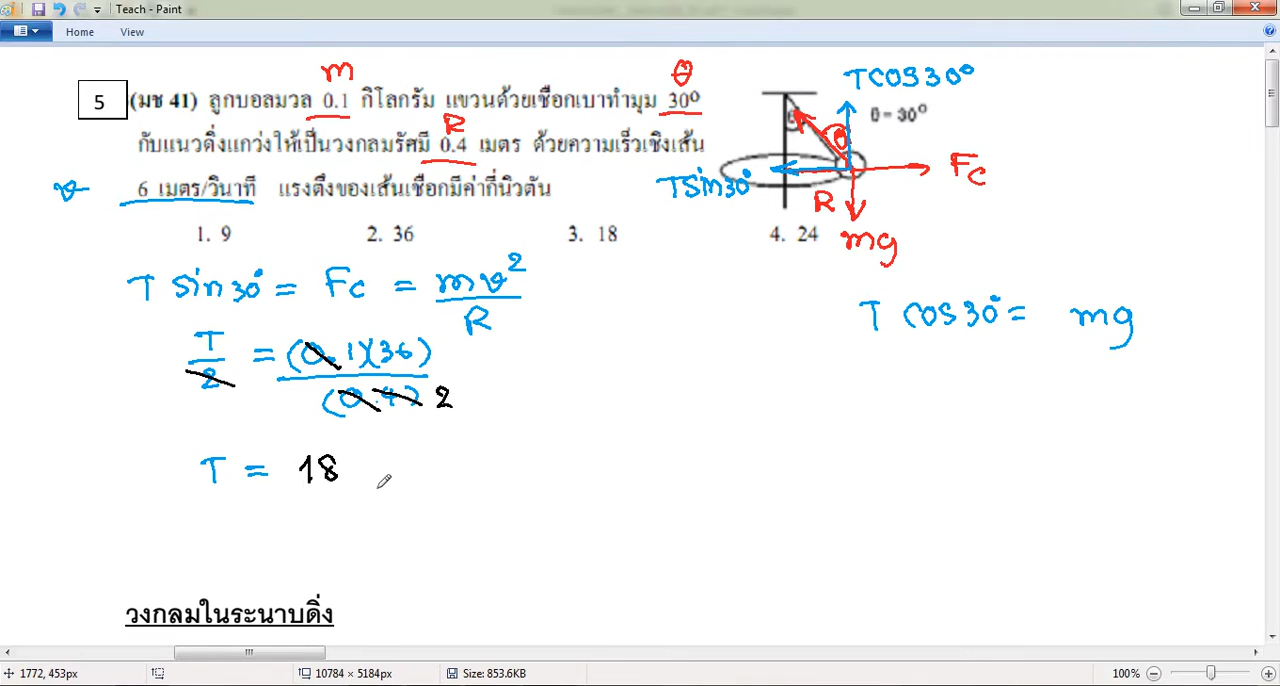 Teach - Paint
Home View
5 (มช 41) ลูกบอลมวล 0.1 กิโลกรัม แขวนด้วยเชือกเบาทำมุม 30º
กับแนวดิ่งแกว่งให้เป็นวงกลมรัศมี 0.4 เมตร ด้วยความเร็วเชิงเส้น
6 เมตร/วินาที แรงตึงของเส้นเชือกมีค่ากี่นิวตัน
1. 9 2. 36 3. 18 4. 24
m
θ
R
v
Tcos30°
θ = 30°
θ
θ
T
Tsin30°
Fc
R
mg
T sin30° = Fc = mv²
R
T cos30° = mg
T = (0.1)(36)
2 (0.4) 2
T = 18
วงกลมในระนาบดิ่ง
1772, 453px 10784 × 5184px Size: 853.6KB 100%